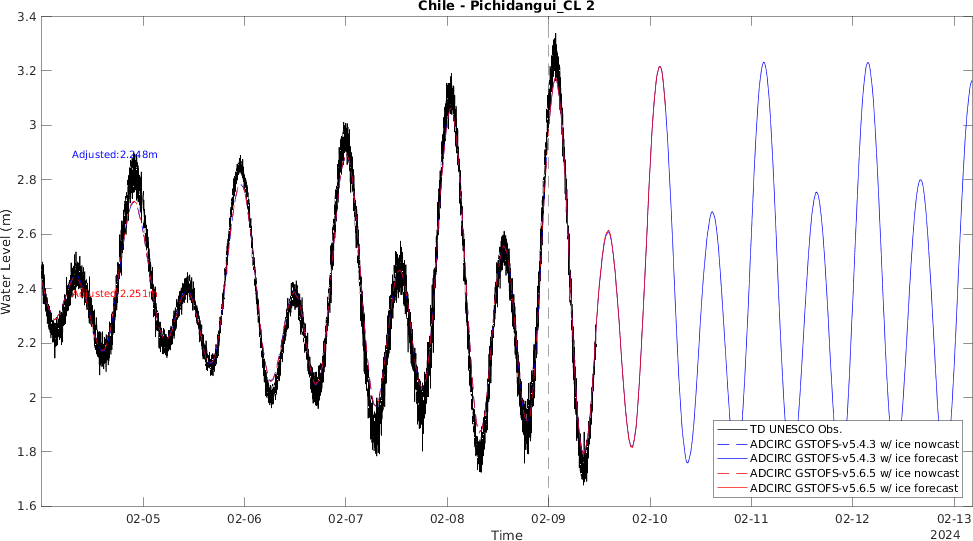 Chile - Pichidangui_CL 2
3.4
3.2
3
2.8
2.6
2.4
2.2
2
1.8
1.6
Water Level (m)
Adjusted:2.248m
Adjusted:2.251m
TD UNESCO Obs.
ADCIRC GSTOFS-v5.4.3 w/ ice nowcast
ADCIRC GSTOFS-v5.4.3 w/ ice forecast
ADCIRC GSTOFS-v5.6.5 w/ ice nowcast
ADCIRC GSTOFS-v5.6.5 w/ ice forecast
02-05 02-06 02-07 02-08 02-09 02-10 02-11 02-12 02-13
Time
2024